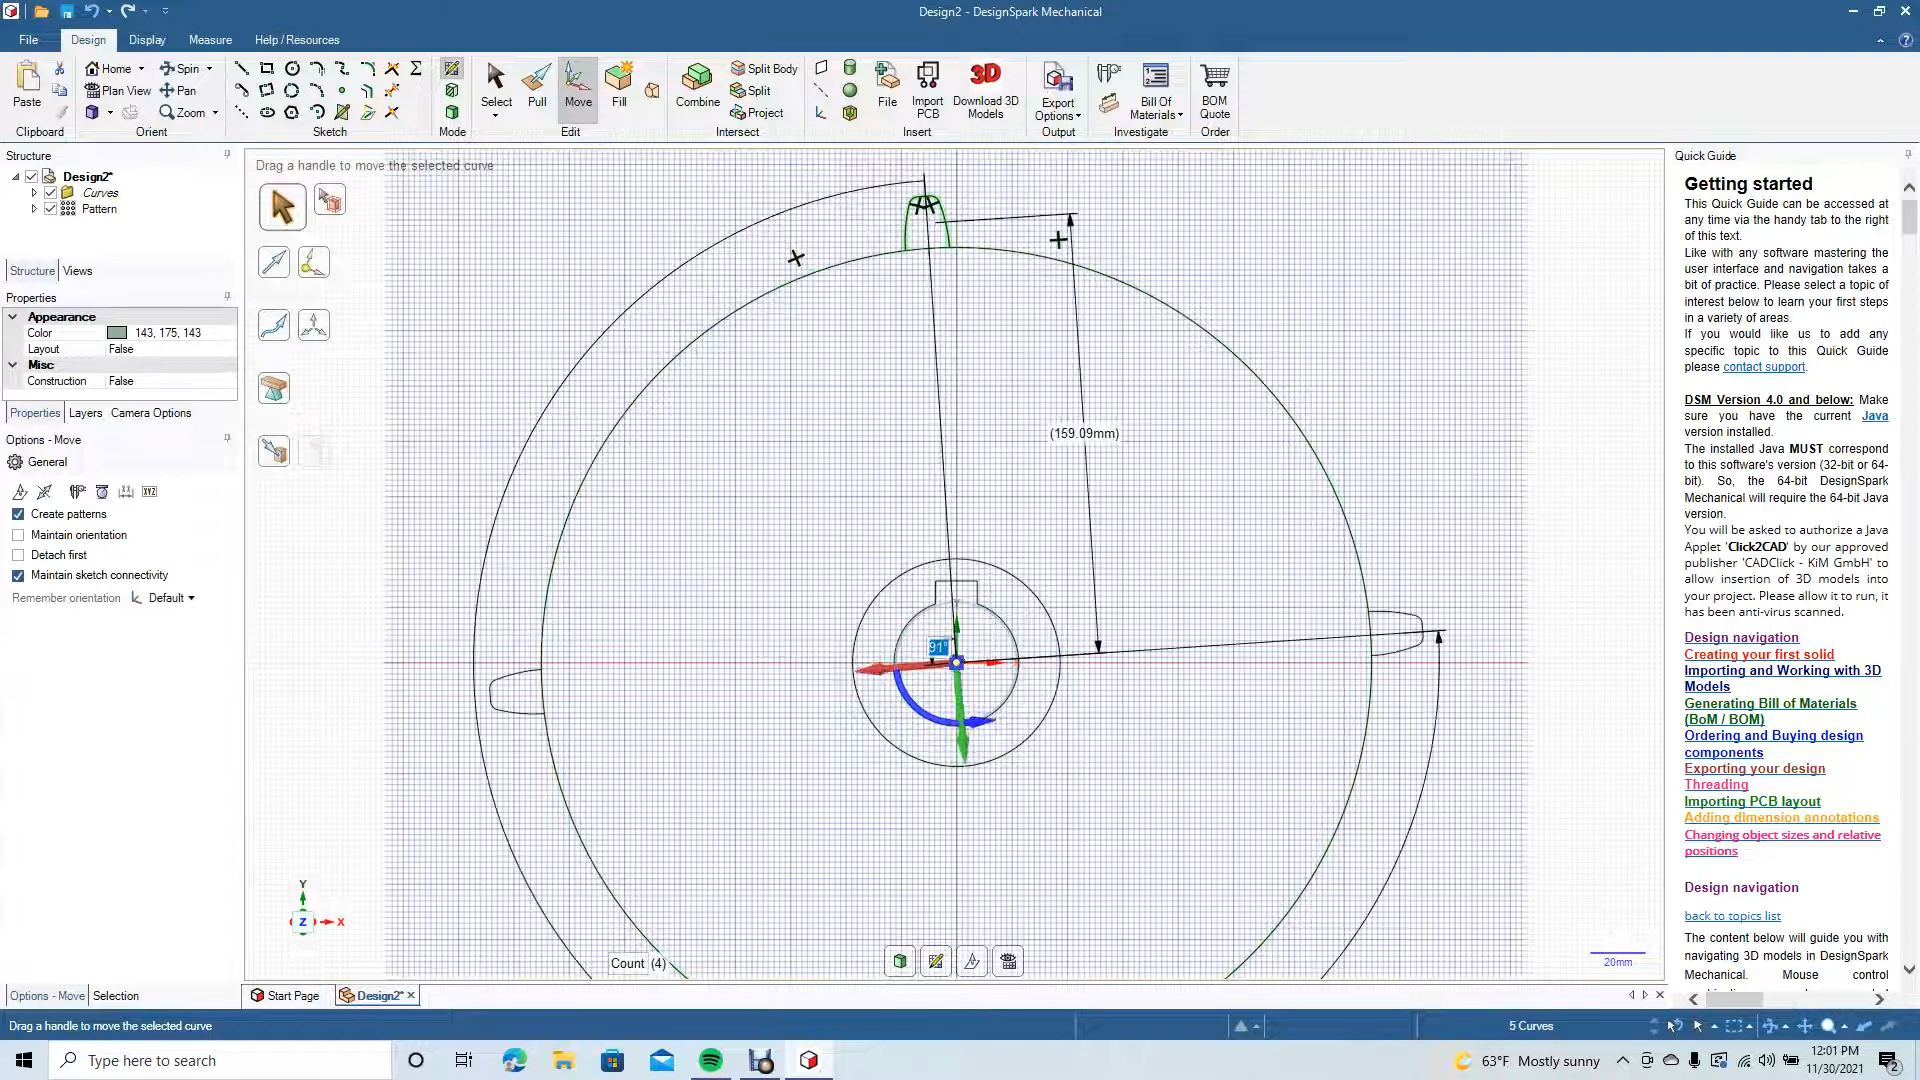 Design2 - DesignSpark Mechanical
File
Design
Display
Measure
Help / Resources
Paste
Clipboard
Home
Plan View
Spin
Pan
Zoom
Orient
Sketch
Mode
Select
Pull
Move
Fill
Edit
Combine
Split Body
Split
Project
Intersect
File
Import
PCB
Download 3D
Models
Insert
3D
Export
Options
Output
Bill Of
Materials
Investigate
BOM
Quote
Order
Structure
Design2*
Curves
Pattern
Structure
Views
Properties
Appearance
Color
143, 175, 143
Layout
False
Misc
Construction
False
Properties
Layers
Camera Options
Options - Move
General
XYZ
Create patterns
Maintain orientation
Detach first
Maintain sketch connectivity
Remember orientation
Default
Options - Move
Selection
Drag a handle to move the selected curve
(159.09mm)
91°
Y
Z
X
Count (4)
20mm
Start Page
Design2*
Quick Guide
Getting started
This Quick Guide can be accessed at
any time via the handy tab to the right
of this text.
Like with any software mastering the
user interface and navigation takes a
bit of practice. Please select a topic of
interest below to learn your first steps
in a variety of areas.
If you would like us to add any
specific topic to this Quick Guide
please contact support.
DSM Version 4.0 and below: Make
sure you have the current Java
version installed.
The installed Java MUST correspond
to this software's version (32-bit or 64-
bit). So, the 64-bit DesignSpark
Mechanical will require the 64-bit Java
version.
You will be asked to authorize a Java
Applet 'Click2CAD' by our approved
publisher 'CADClick - KiM GmbH' to
allow insertion of 3D models into
your project. Please allow it to run, it
has been anti-virus scanned.
Design navigation
Creating your first solid
Importing and Working with 3D
Models
Generating Bill of Materials
(BoM / BOM)
Ordering and Buying design
components
Exporting your design
Threading
Importing PCB layout
Adding dimension annotations
Changing object sizes and relative
positions
Design navigation
back to topics list
The content below will guide you with
navigating 3D models in DesignSpark
Mechanical. Mouse control
Drag a handle to move the selected curve
5 Curves
Type here to search
63°F Mostly sunny
12:01 PM
11/30/2021
2